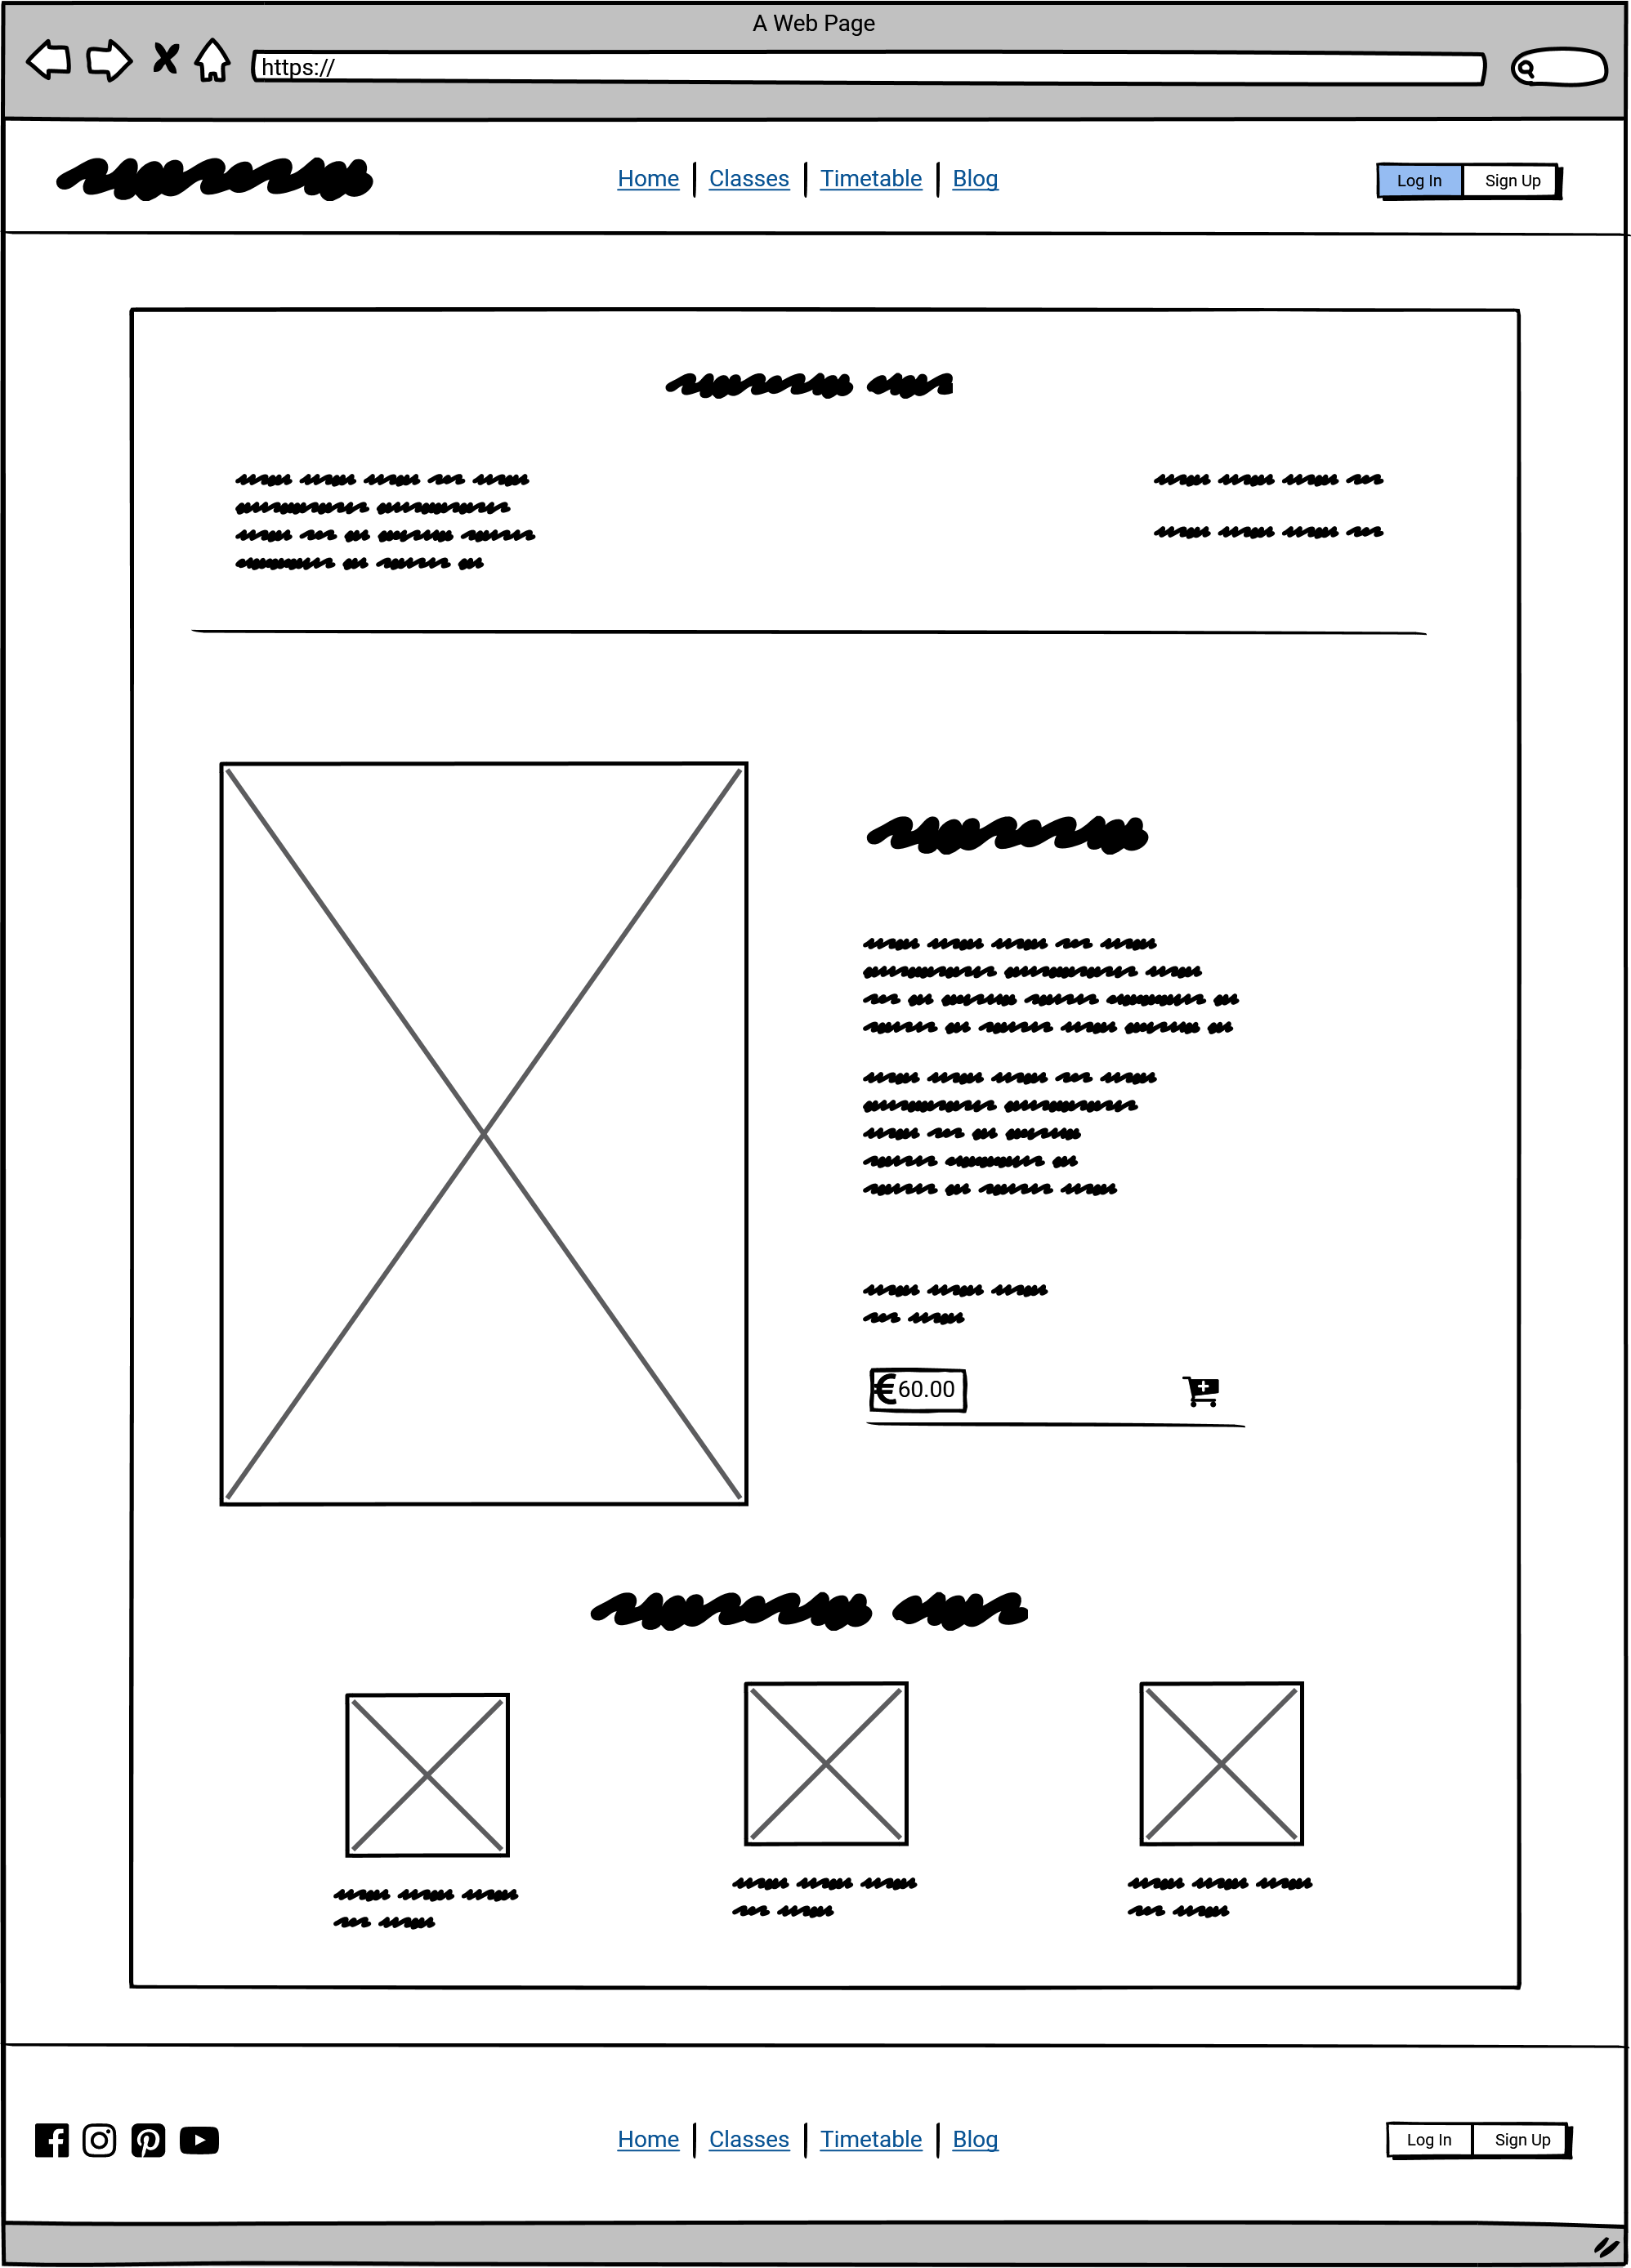 A Web Page
https://
Home Classes Timetable Blog
Log In Sign Up
€60.00
Home Classes Timetable Blog
Log In Sign Up